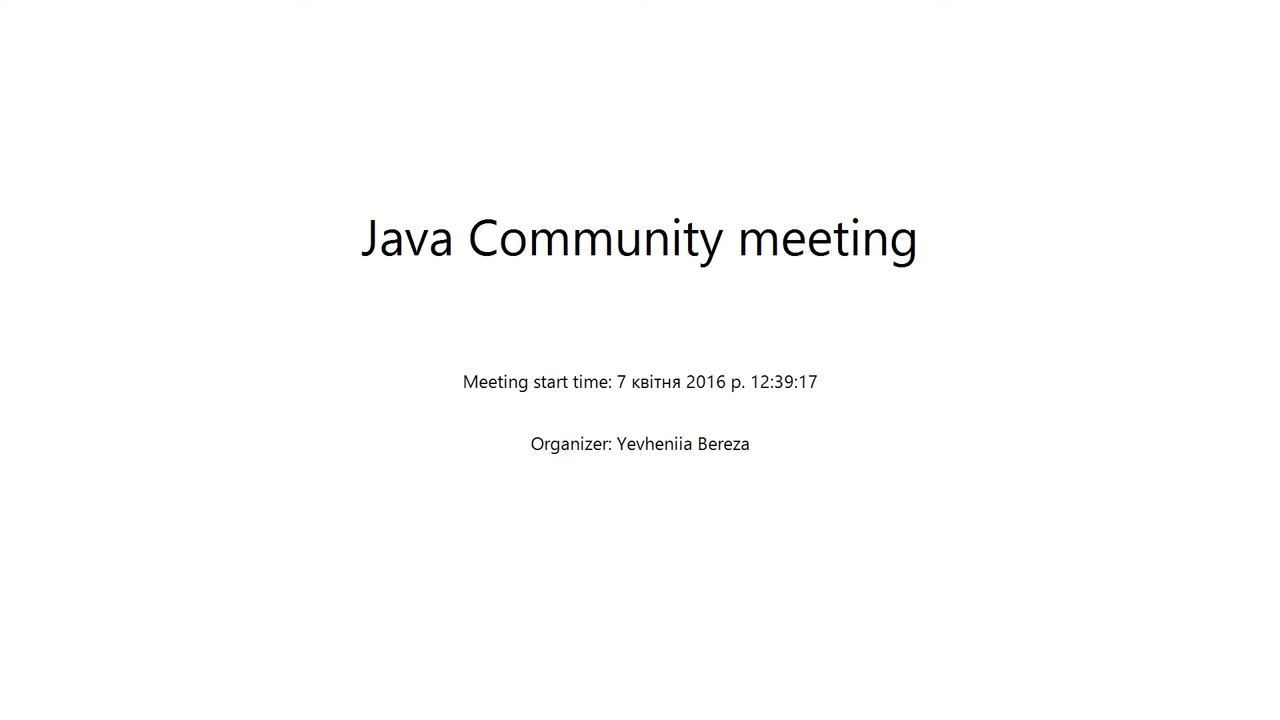 Java Community meeting
Meeting start time: 7 квітня 2016 р. 12:39:17
Organizer: Yevheniia Bereza